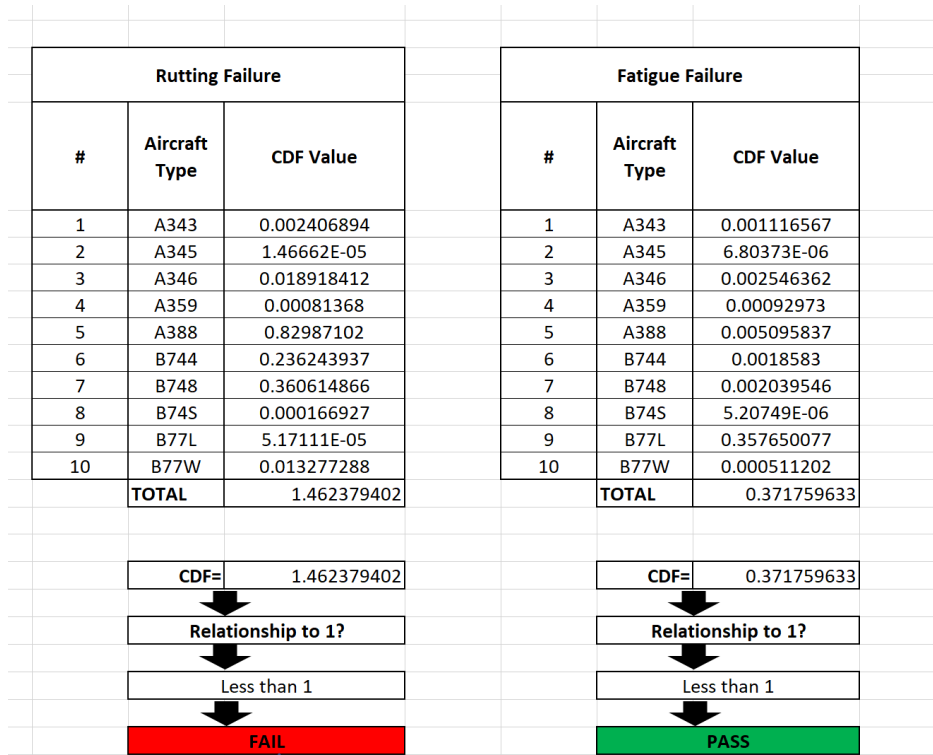 Rutting Failure
# Aircraft Type CDF Value
1 A343 0.002406894
2 A345 1.46662E-05
3 A346 0.018918412
4 A359 0.00081368
5 A388 0.82987102
6 B744 0.236243937
7 B748 0.360614866
8 B74S 0.000166927
9 B77L 5.17111E-05
10 B77W 0.013277288
TOTAL 1.462379402
CDF= 1.462379402
Relationship to 1?
Less than 1
FAIL
Fatigue Failure
# Aircraft Type CDF Value
1 A343 0.001116567
2 A345 6.80373E-06
3 A346 0.002546362
4 A359 0.00092973
5 A388 0.005095837
6 B744 0.0018583
7 B748 0.002039546
8 B74S 5.20749E-06
9 B77L 0.357650077
10 B77W 0.000511202
TOTAL 0.371759633
CDF= 0.371759633
Relationship to 1?
Less than 1
PASS